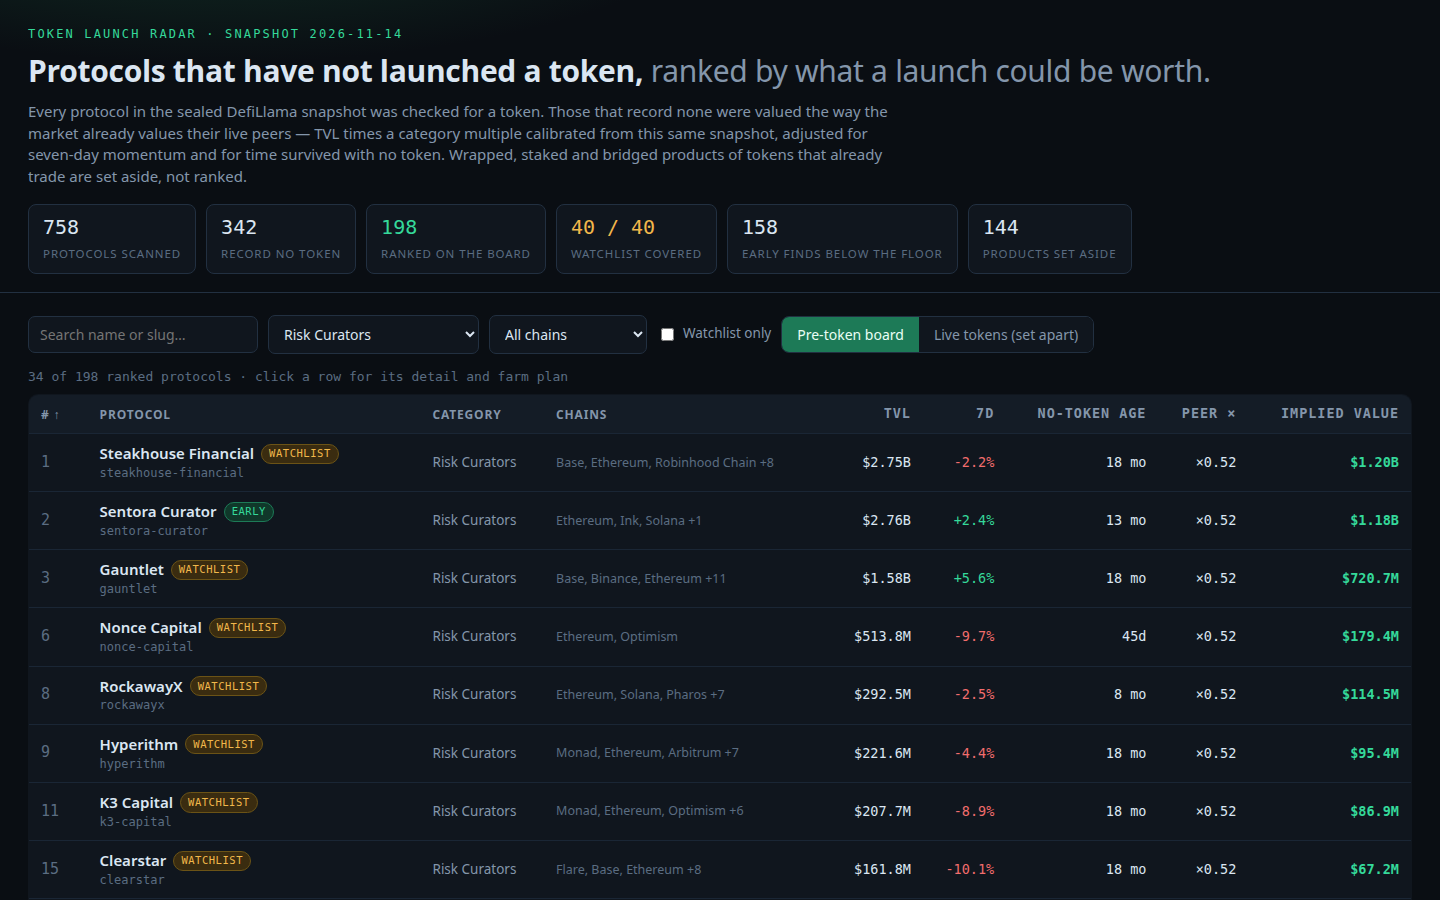 TOKEN LAUNCH RADAR · SNAPSHOT 2026-11-14
Protocols that have not launched a token, ranked by what a launch could be worth.
Every protocol in the sealed DefiLlama snapshot was checked for a token. Those that record none were valued the way the
market already values their live peers — TVL times a category multiple calibrated from this same snapshot, adjusted for
seven-day momentum and for time survived with no token. Wrapped, staked and bridged products of tokens that already
trade are set aside, not ranked.
758 342 198 40 / 40 158 144
PROTOCOLS SCANNED RECORD NO TOKEN RANKED ON THE BOARD WATCHLIST COVERED EARLY FINDS BELOW THE FLOOR PRODUCTS SET ASIDE
Search name or slug... Risk Curators All chains Watchlist only Pre-token board Live tokens (set apart)
34 of 198 ranked protocols · click a row for its detail and farm plan
# ↑ PROTOCOL CATEGORY CHAINS TVL 7D NO-TOKEN AGE PEER × IMPLIED VALUE
1 Steakhouse Financial WATCHLIST Risk Curators Base, Ethereum, Robinhood Chain +8 $2.75B -2.2% 18 mo ×0.52 $1.20B
steakhouse-financial
2 Sentora Curator EARLY Risk Curators Ethereum, Ink, Solana +1 $2.76B +2.4% 13 mo ×0.52 $1.18B
sentora-curator
3 Gauntlet WATCHLIST Risk Curators Base, Binance, Ethereum +11 $1.58B +5.6% 18 mo ×0.52 $720.7M
gauntlet
6 Nonce Capital WATCHLIST Risk Curators Ethereum, Optimism $513.8M -9.7% 45d ×0.52 $179.4M
nonce-capital
8 RockawayX WATCHLIST Risk Curators Ethereum, Solana, Pharos +7 $292.5M -2.5% 8 mo ×0.52 $114.5M
rockawayx
9 Hyperithm WATCHLIST Risk Curators Monad, Ethereum, Arbitrum +7 $221.6M -4.4% 18 mo ×0.52 $95.4M
hyperithm
11 K3 Capital WATCHLIST Risk Curators Monad, Ethereum, Optimism +6 $207.7M -8.9% 18 mo ×0.52 $86.9M
k3-capital
15 Clearstar WATCHLIST Risk Curators Flare, Base, Ethereum +8 $161.8M -10.1% 18 mo ×0.52 $67.2M
clearstar